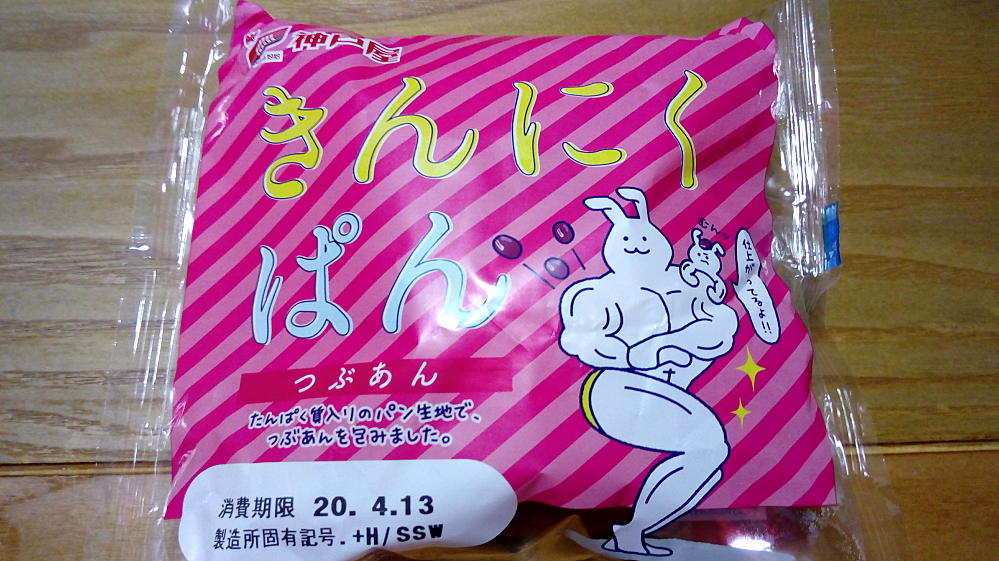 神戸屋
きんにく
ぱん
むんっ
仕上がってるよ!!
つぶあん
たんぱく質入りのパン生地で、
つぶあんを包みました。
消費期限 20. 4.13
製造所固有記号.+H/SSW